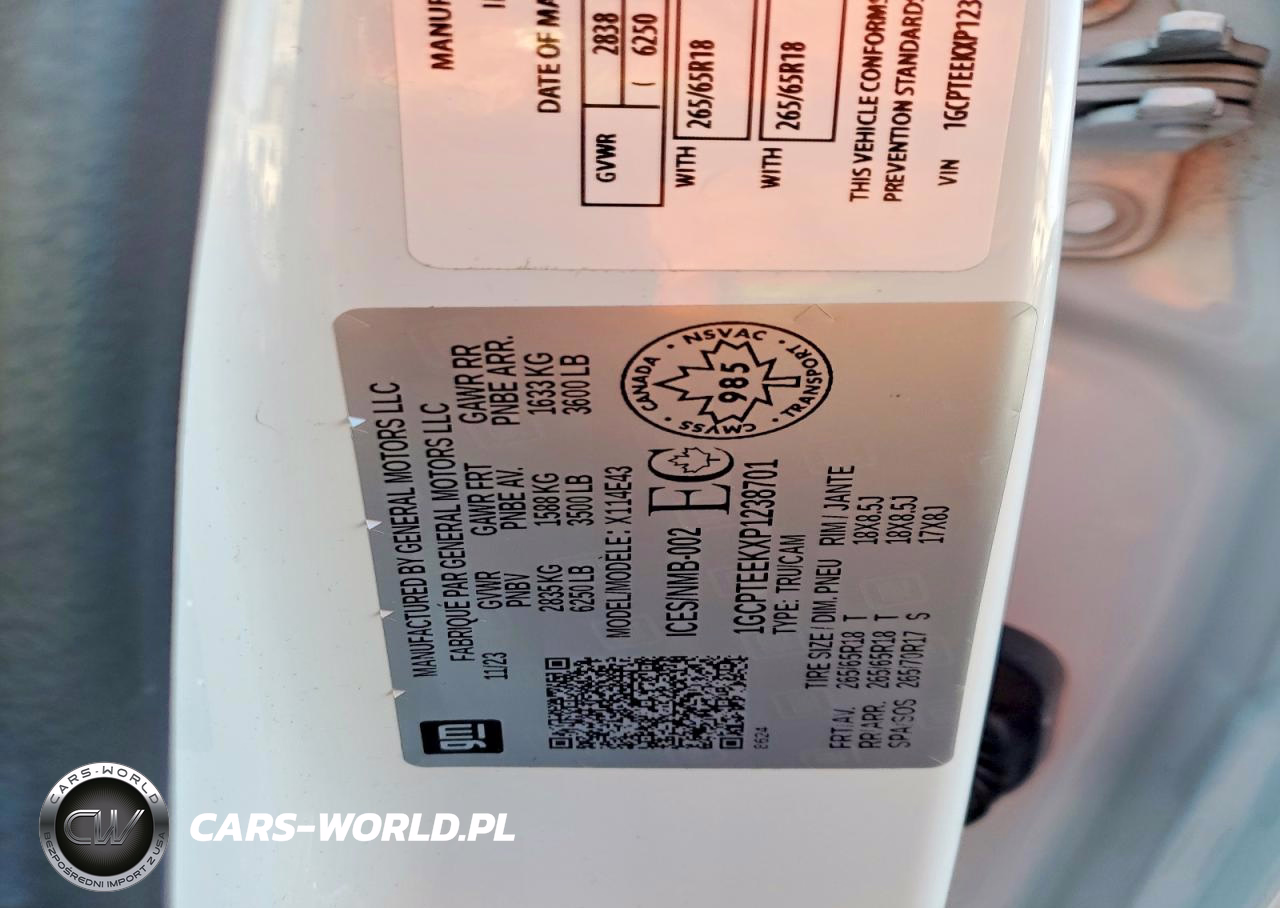 MANUF
DATE OF MA
GVWR 2838
( 6250
WITH 265/65R18
WITH 265/65R18
THIS VEHICLE CONFORMS
PREVENTION STANDARDS
VIN 1GCPTEEKXP123
gm
MANUFACTURED BY GENERAL MOTORS LLC
FABRIQUÉ PAR GENERAL MOTORS LLC
11/23 GVWR GAWR FRT GAWR RR
PNBV PNBE AV. PNBE ARR.
2835 KG 1588 KG 1633 KG
6250 LB 3500 LB 3600 LB
MODEL/MODÈLE: X114E43
ICES/NMB-002
EC
CANADA · NSVAC · TRANSPORT · CMVSS
985
1GCPTEEKXP1238701
8624
TYPE: TRU/CAM
TIRE SIZE / DIM. PNEU RIM / JANTE
FRT/AV. 265/65R18 T 18X8.5J
RR/ARR. 265/65R18 T 18X8.5J
SPA/SOS 265/70R17 S 17X8J
CARS-WORLD
CW
BEZPOŚREDNI IMPORT Z USA
CARS-WORLD.PL